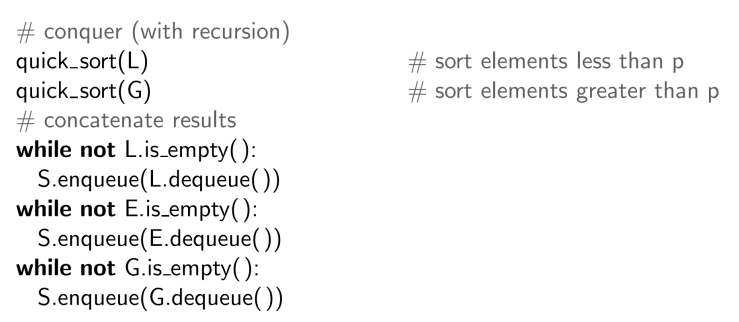 # conquer (with recursion)
quick_sort(L) # sort elements less than p
quick_sort(G) # sort elements greater than p
# concatenate results
while not L.is_empty():
S.enqueue(L.dequeue())
while not E.is_empty():
S.enqueue(E.dequeue())
while not G.is_empty():
S.enqueue(G.dequeue())